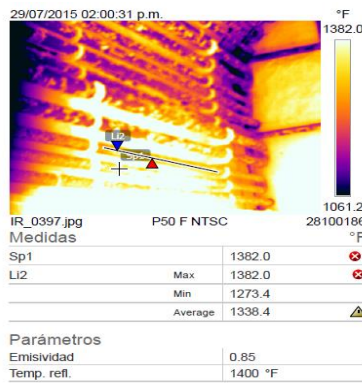 29/07/2015 02:00:31 p.m. °F
1382.0
Li2
Sp1
1061.2
IR_0397.jpg P50 F NTSC 28100186
Medidas °F
Sp1 1382.0
Li2 Max 1382.0
Min 1273.4
Average 1338.4
Parámetros
Emisividad 0.85
Temp. refl. 1400 °F